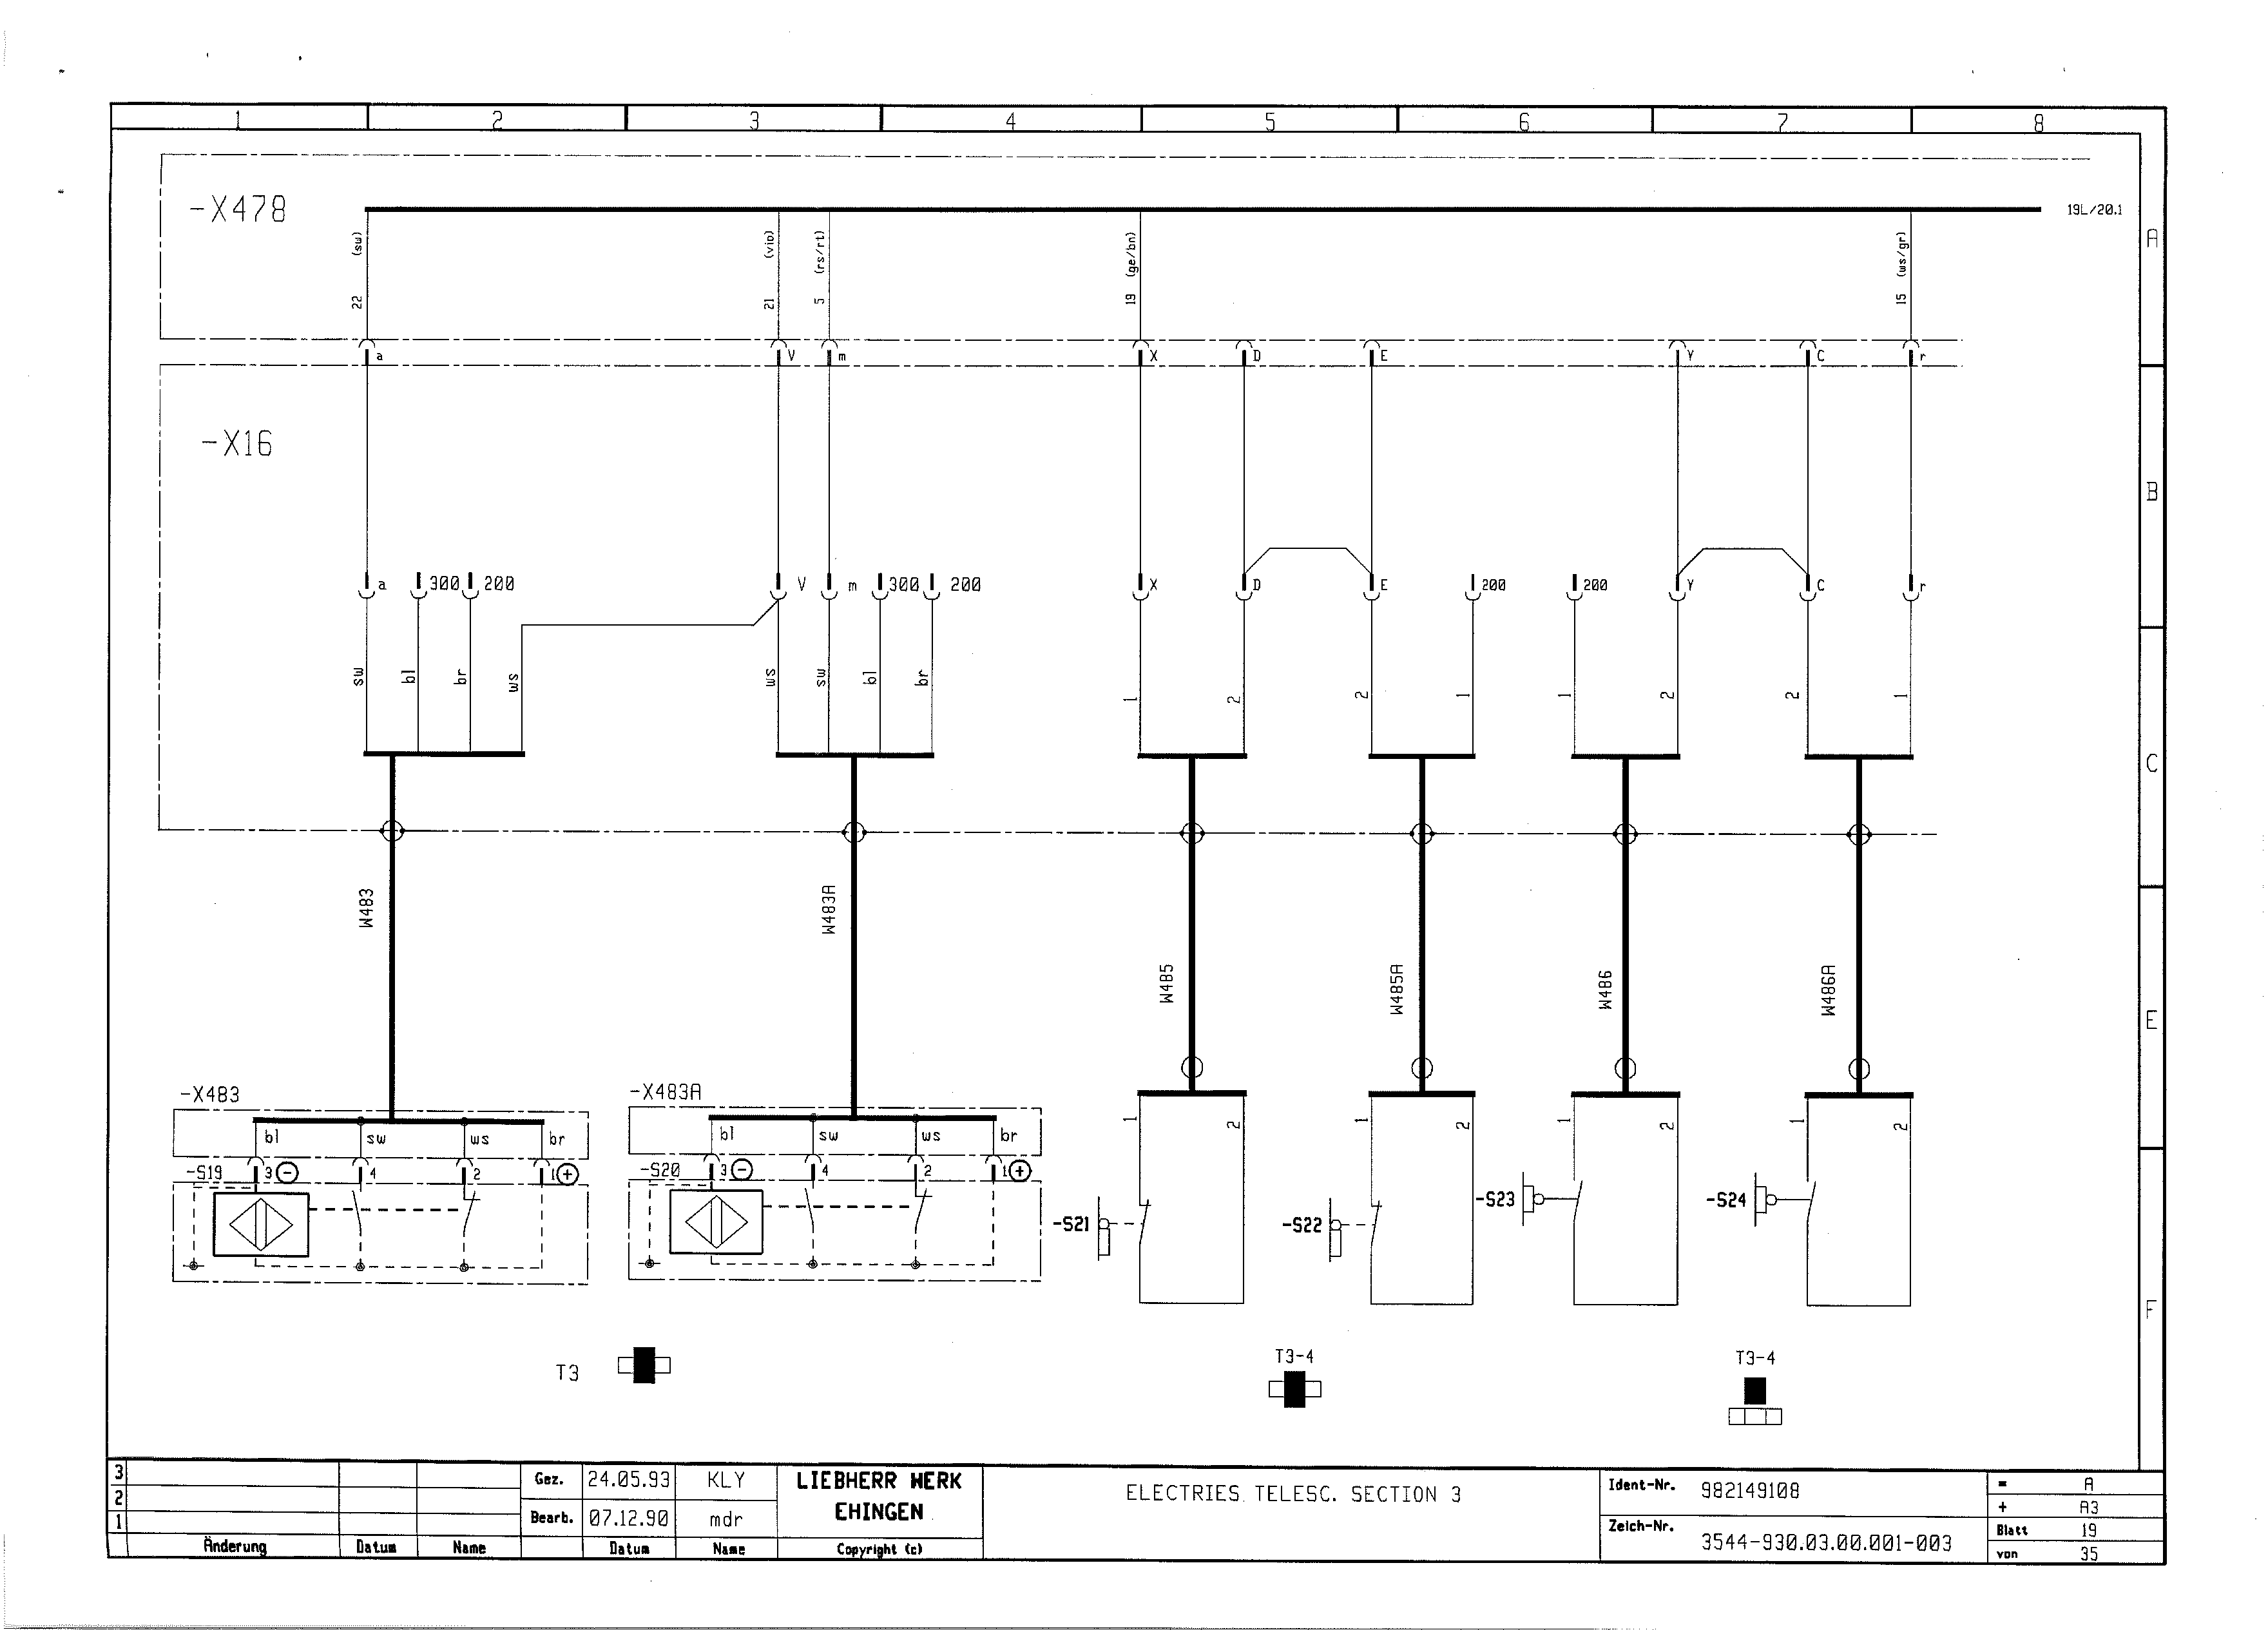 1 2 3 4 5 6 7 8
-X478
19L/20.1
A
(sw) (vio) (rs/rt) (ge/bn) (ws/gr)
22 21 5 19 15
a V m X D E Y C r
-X16
B
a 300 200 V m 300 200 X D E 200 200 Y C r
sw bl br ws ws sw bl br 1 2 2 1 1 2 2 1
C
W483 W483A W485 W485A W486 W486A
E
-X483 -X483A
bl sw ws br bl sw ws br 1 2 1 2 1 2 1 2
-S19 3 - 4 2 1 + -S20 3 - 4 2 1 +
-S21 -S22 -S23 -S24
F
T3 T3-4 T3-4
3
2
1
Änderung Datum Name
Gez. 24.05.93 KLY
Bearb. 07.12.90 mdr
Datum Name
LIEBHERR WERK
EHINGEN
Copyright (c)
ELECTRIES TELESC. SECTION 3
Ident-Nr. 982149108
Zeich-Nr. 3544-930.03.00.001-003
= A
+ A3
Blatt 19
von 35